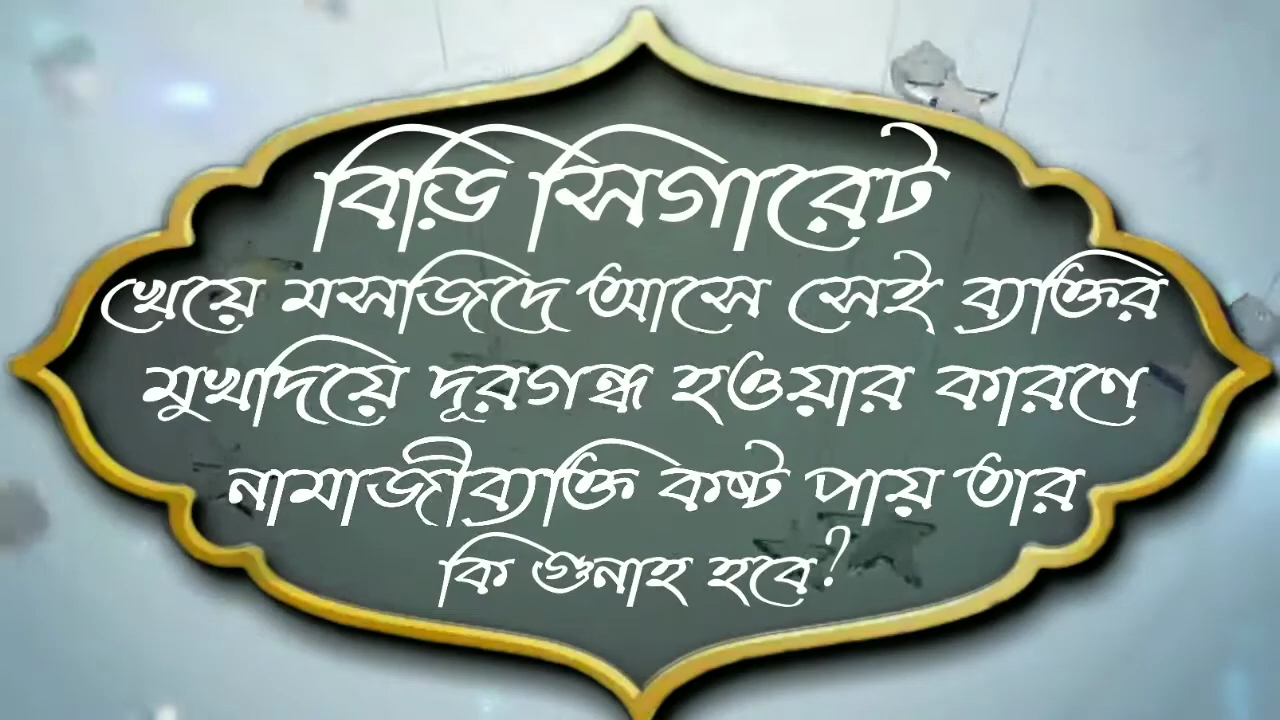 বিড়ি সিগারেট
খেয়ে মসজিদে আসে সেই ব্যক্তির
মুখদিয়ে দূরগন্ধ হওয়ার কারণে
নামাজীব্যক্তি কষ্ট পায় তার
কি গুনাহ হবে?